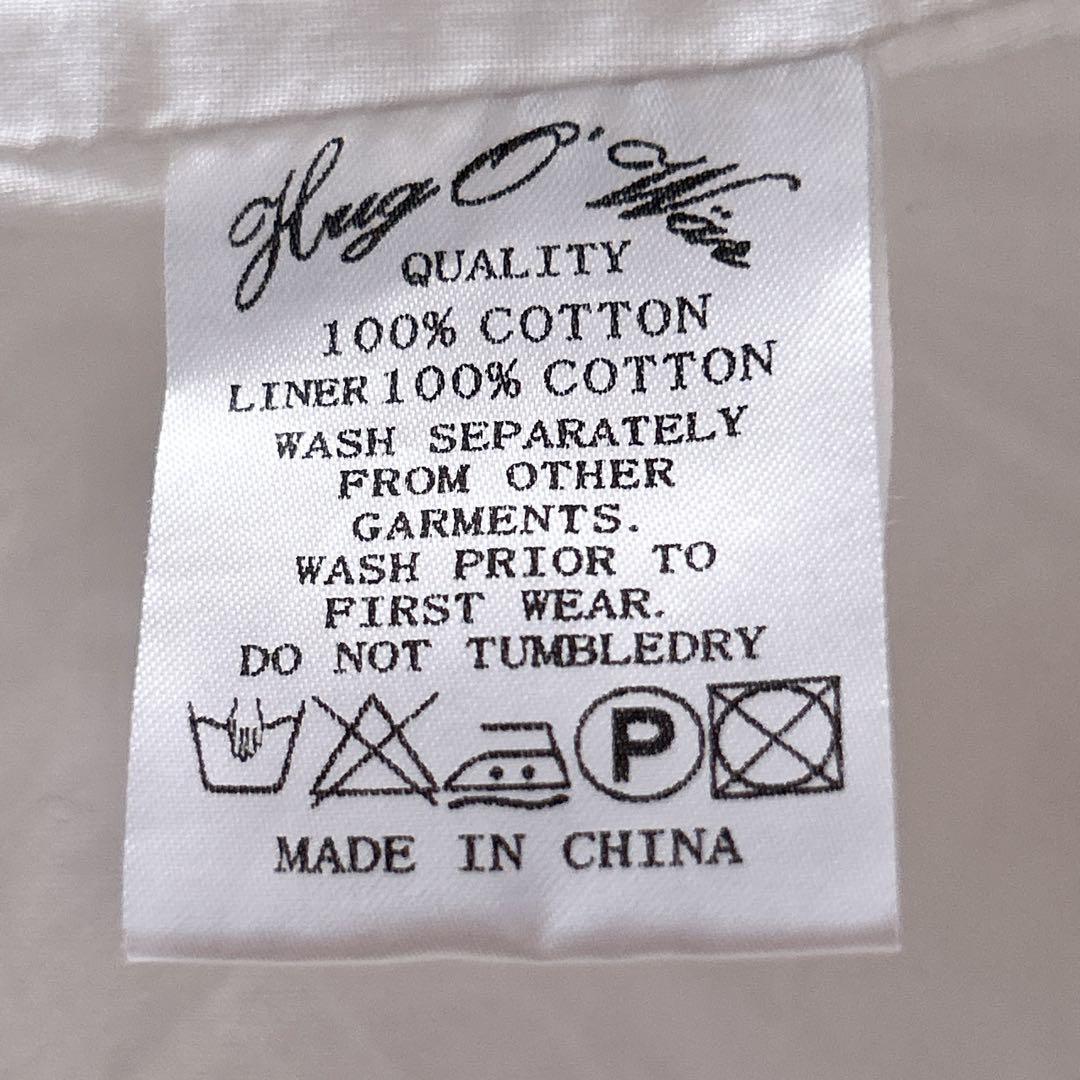 Hug O' Wän
QUALITY
100% COTTON
LINER 100% COTTON
WASH SEPARATELY
FROM OTHER
GARMENTS.
WASH PRIOR TO
FIRST WEAR.
DO NOT TUMBLEDRY
P
MADE IN CHINA